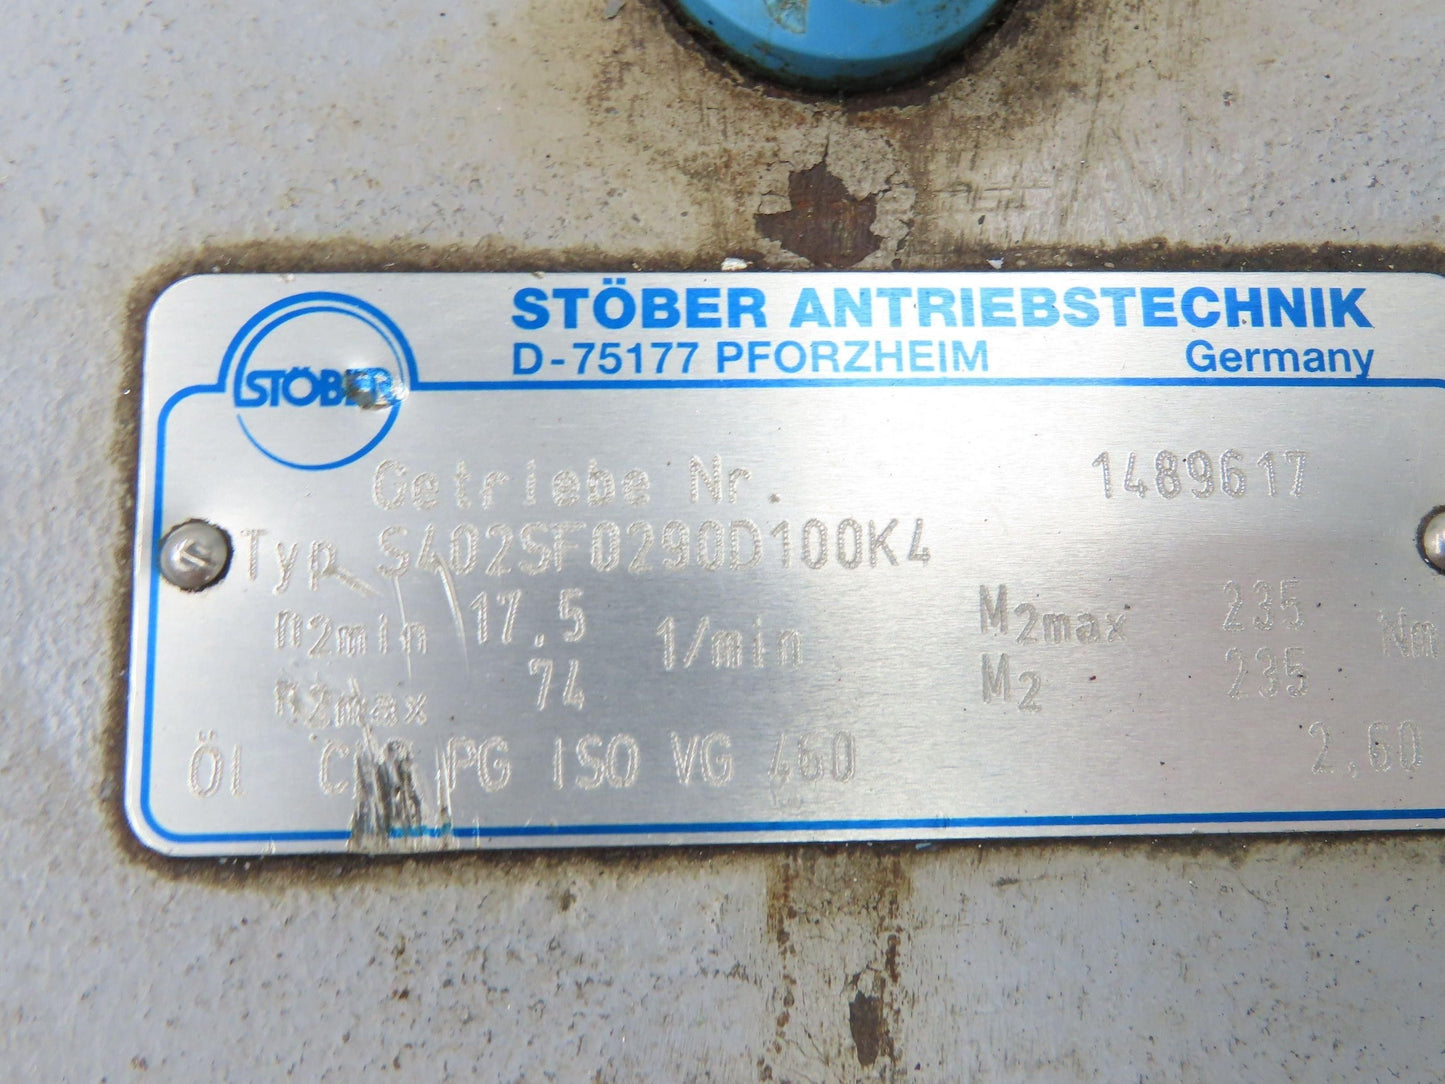 STÖBER ANTRIEBSTECHNIK
D-75177 PFORZHEIM Germany
STÖBER
Getriebe Nr. 1489617
Typ S402SF0290D100K4
n2min 17.5 1/min M2max 235 Nm
n2max 74 M2 235
Öl PG ISO VG 460 2,60